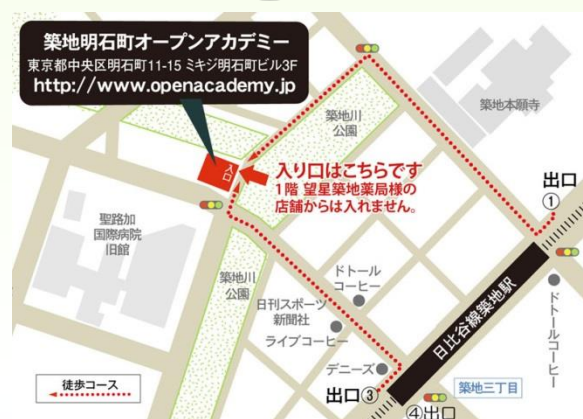 築地明石町オープンアカデミー
東京都中央区明石町11-15 ミキジ明石町ビル3F
http://www.openacademy.jp
築地本願寺
築地川
公園
入口
入り口はこちらです
1階 望星築地薬局様の
店舗からは入れません。
出口
①
聖路加
国際病院
旧館
築地川
公園
ドトール
コーヒー
日刊スポーツ
新聞社
ライブコーヒー
日比谷線築地駅
ドトールコーヒー
デニーズ
徒歩コース
出口③
築地三丁目
④出口